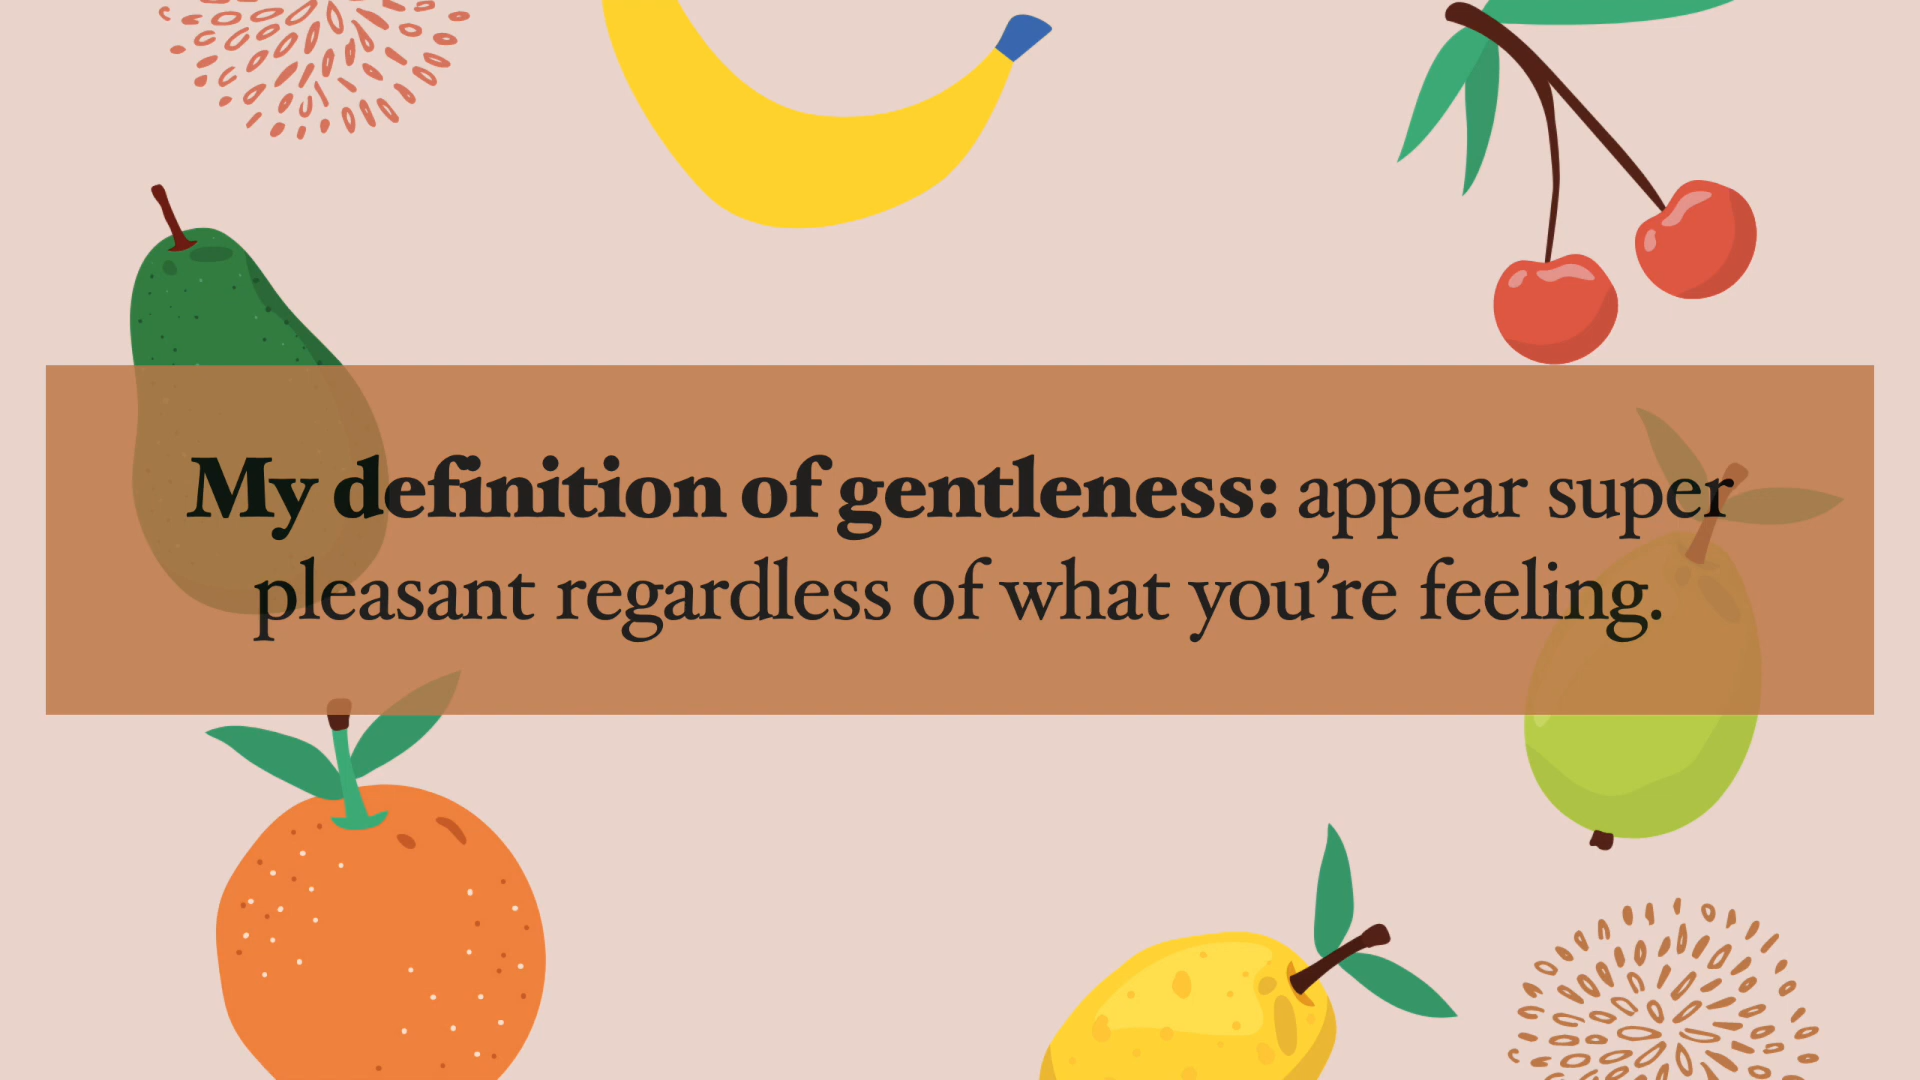 My definition of gentleness: appear super
pleasant regardless of what you’re feeling.